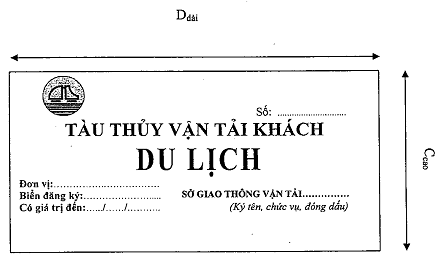 Ddài
Số: ............................
TÀU THỦY VẬN TẢI KHÁCH
DU LỊCH
Đơn vị:................................
Biển đăng ký:.......................
Có giá trị đến:...../....../...........
SỞ GIAO THÔNG VẬN TẢI..............
(Ký tên, chức vụ, đóng dấu)
Ccao